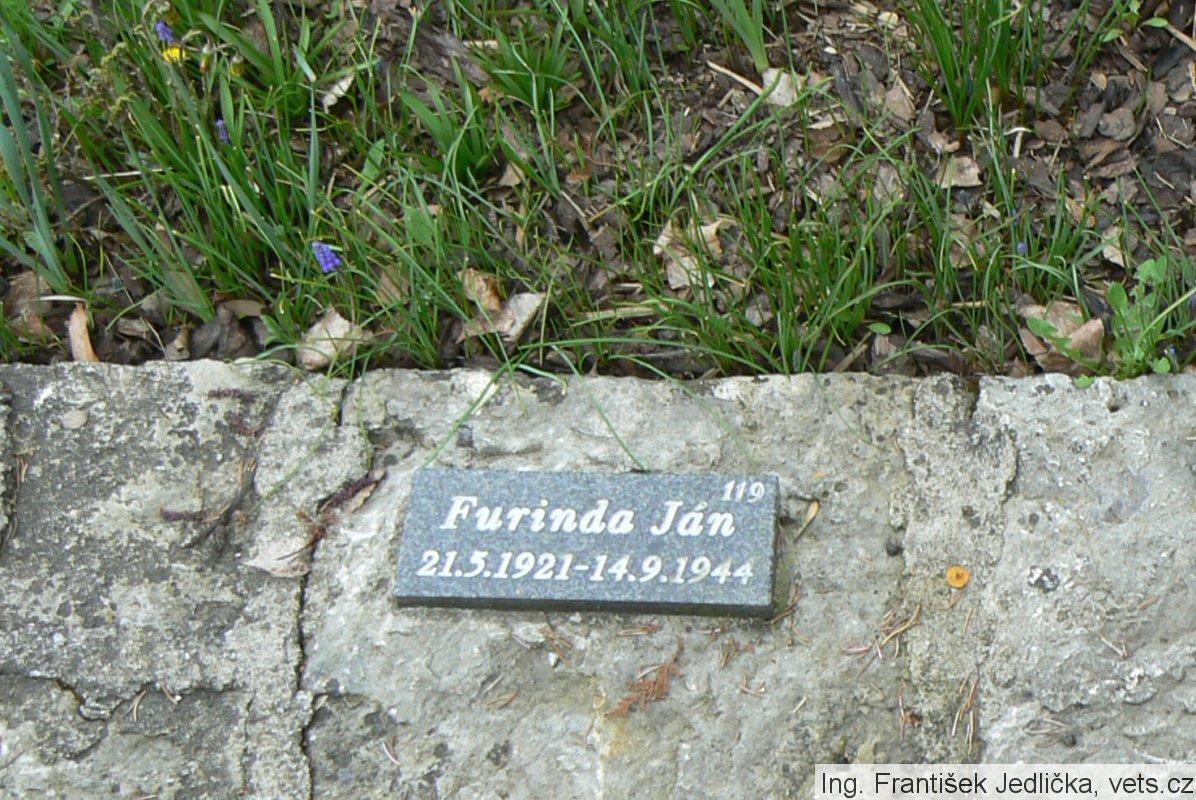 119
Furinda Ján
21.5.1921-14.9.1944
Ing. František Jedlička, vets.cz